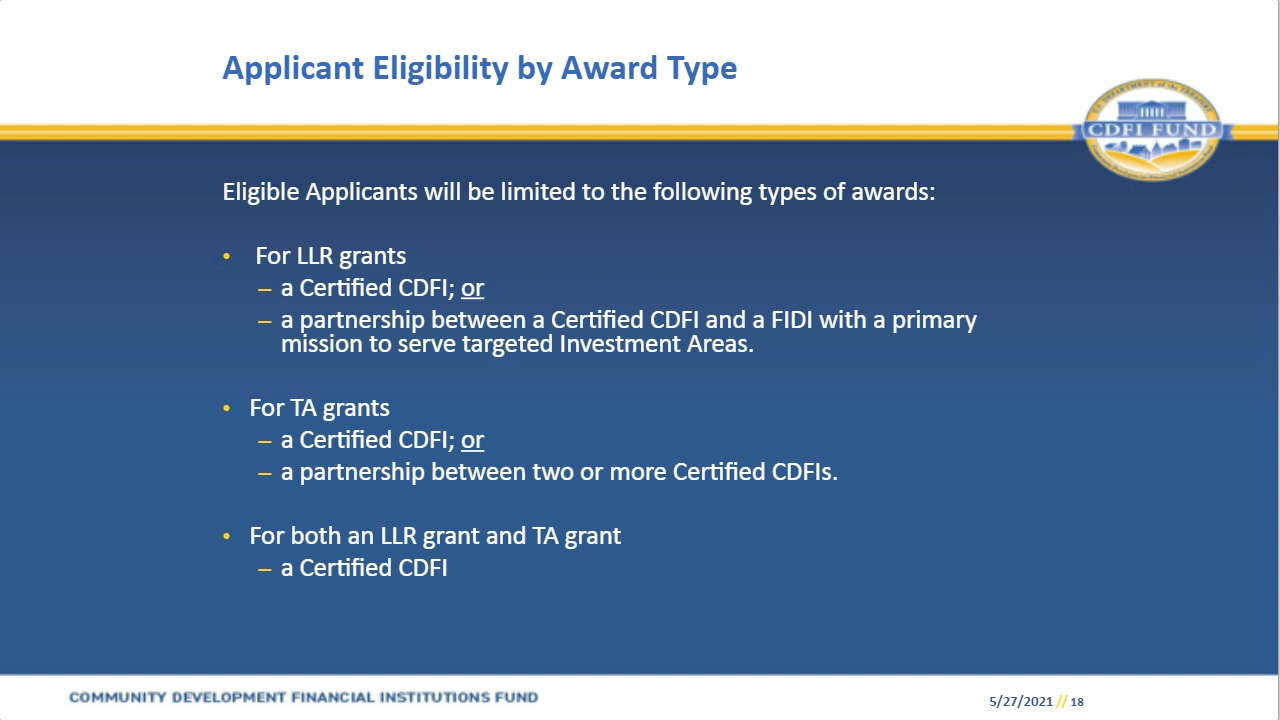 Applicant Eligibility by Award Type
CDFI FUND
Eligible Applicants will be limited to the following types of awards:
• For LLR grants
– a Certified CDFI; or
– a partnership between a Certified CDFI and a FIDI with a primary
mission to serve targeted Investment Areas.
• For TA grants
– a Certified CDFI; or
– a partnership between two or more Certified CDFIs.
• For both an LLR grant and TA grant
– a Certified CDFI
COMMUNITY DEVELOPMENT FINANCIAL INSTITUTIONS FUND
5/27/2021 // 18